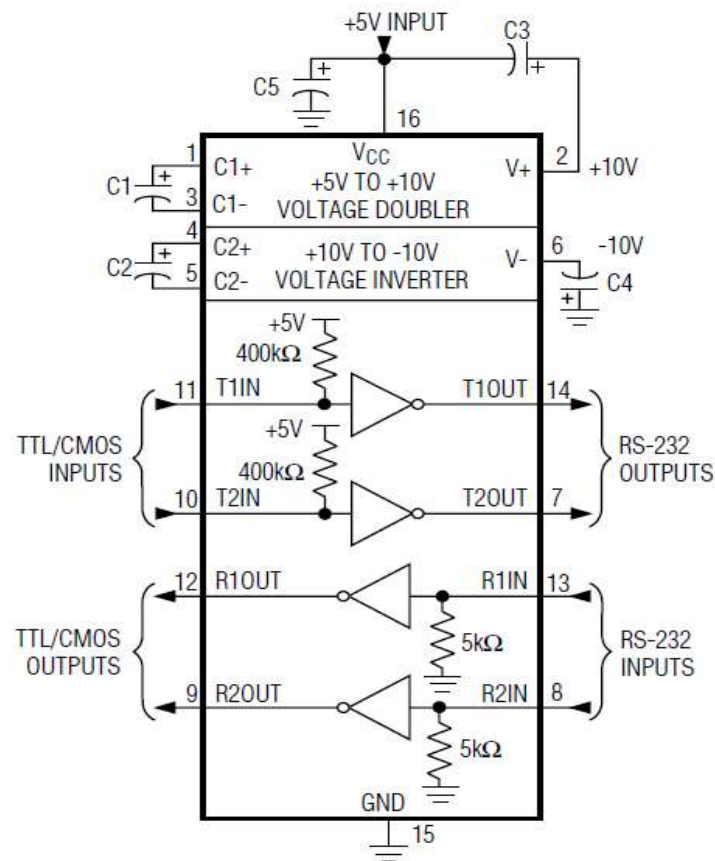 +5V INPUT
C3
+
C5
+
16
1
VCC
2
C1+
V+
+10V
+5V TO +10V
C1
+
3
C1-
VOLTAGE DOUBLER
4
C2+
+10V TO -10V
6
-10V
C2
+
5
C2-
VOLTAGE INVERTER
V-
C4
+
+5V
400kΩ
11
T1IN
T1OUT
14
+5V
TTL/CMOS
INPUTS
RS-232
OUTPUTS
400kΩ
10
T2IN
T2OUT
7
12
R1OUT
R1IN
13
TTL/CMOS
OUTPUTS
5kΩ
RS-232
INPUTS
9
R2OUT
R2IN
8
5kΩ
GND
15